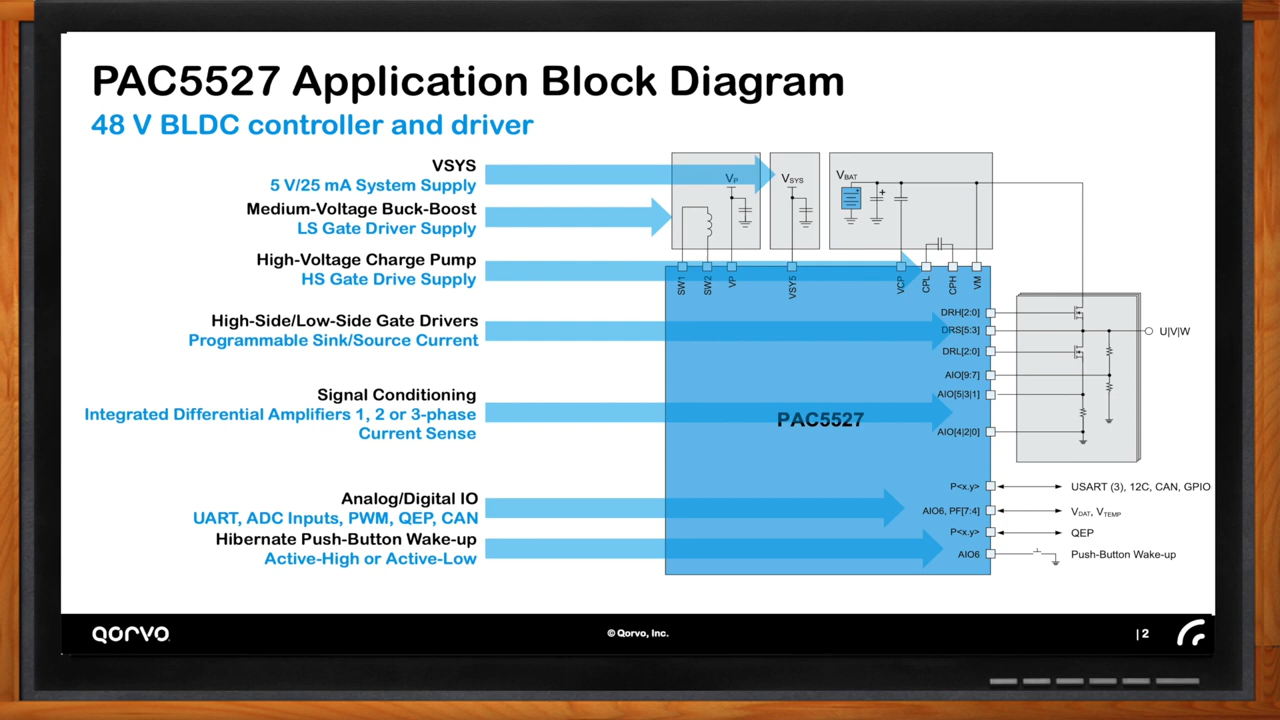 PAC5527 Application Block Diagram
48 V BLDC controller and driver
VSYS
5 V/25 mA System Supply
Medium-Voltage Buck-Boost
LS Gate Driver Supply
High-Voltage Charge Pump
HS Gate Drive Supply
High-Side/Low-Side Gate Drivers
Programmable Sink/Source Current
Signal Conditioning
Integrated Differential Amplifiers 1, 2 or 3-phase
Current Sense
Analog/Digital IO
UART, ADC Inputs, PWM, QEP, CAN
Hibernate Push-Button Wake-up
Active-High or Active-Low
VP
VSYS
VBAT
+
SW1
SW2
VP
VSYS
VCP
CPL
CPH
VM
DRH[2:0]
DRS[5:3]
DRL[2:0]
AIO[9:7]
AIO[5|3|1]
AIO[4|2|0]
PAC5527
U|V|W
P<x.y>
USART (3), 12C, CAN, GPIO
AIO6, PF[7:4]
VDAT, VTEMP
P<x.y>
QEP
AIO6
Push-Button Wake-up
QORVO
© Qorvo, Inc.
| 2